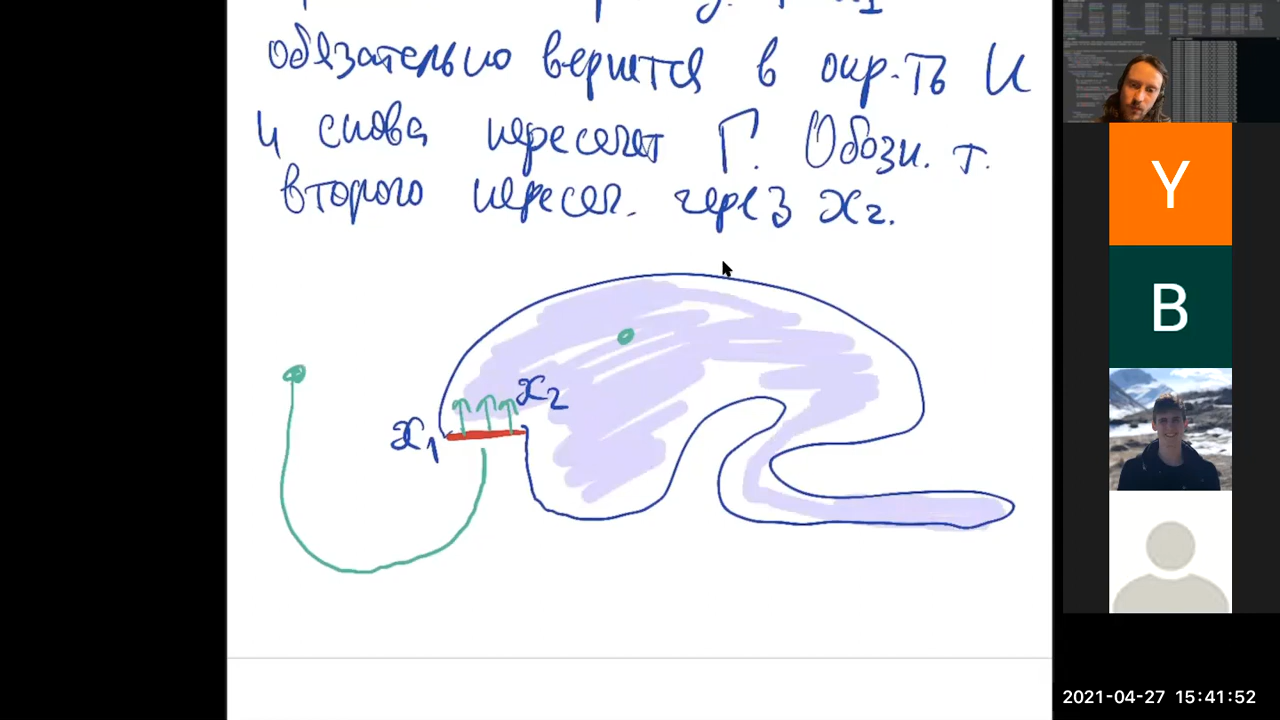 обязательно вернется в окр-ть U
и снова пересечет Г. Обозн. т.
второго пересеч. через x₂.
x₂
x₁
Y
B
2021-04-27 15:41:52